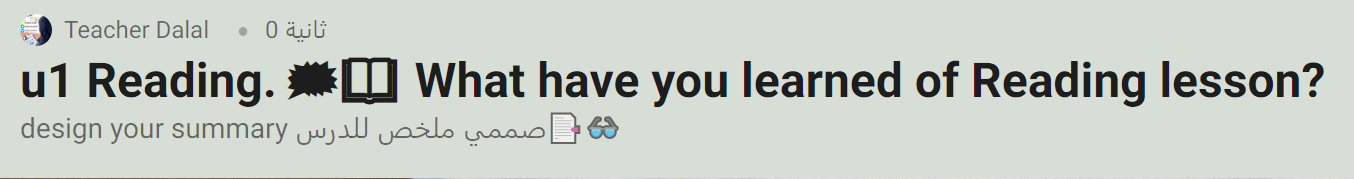 Teacher Dalal • 0 ثانية
u1 Reading. What have you learned of Reading lesson?
design your summary صممي ملخص للدرس